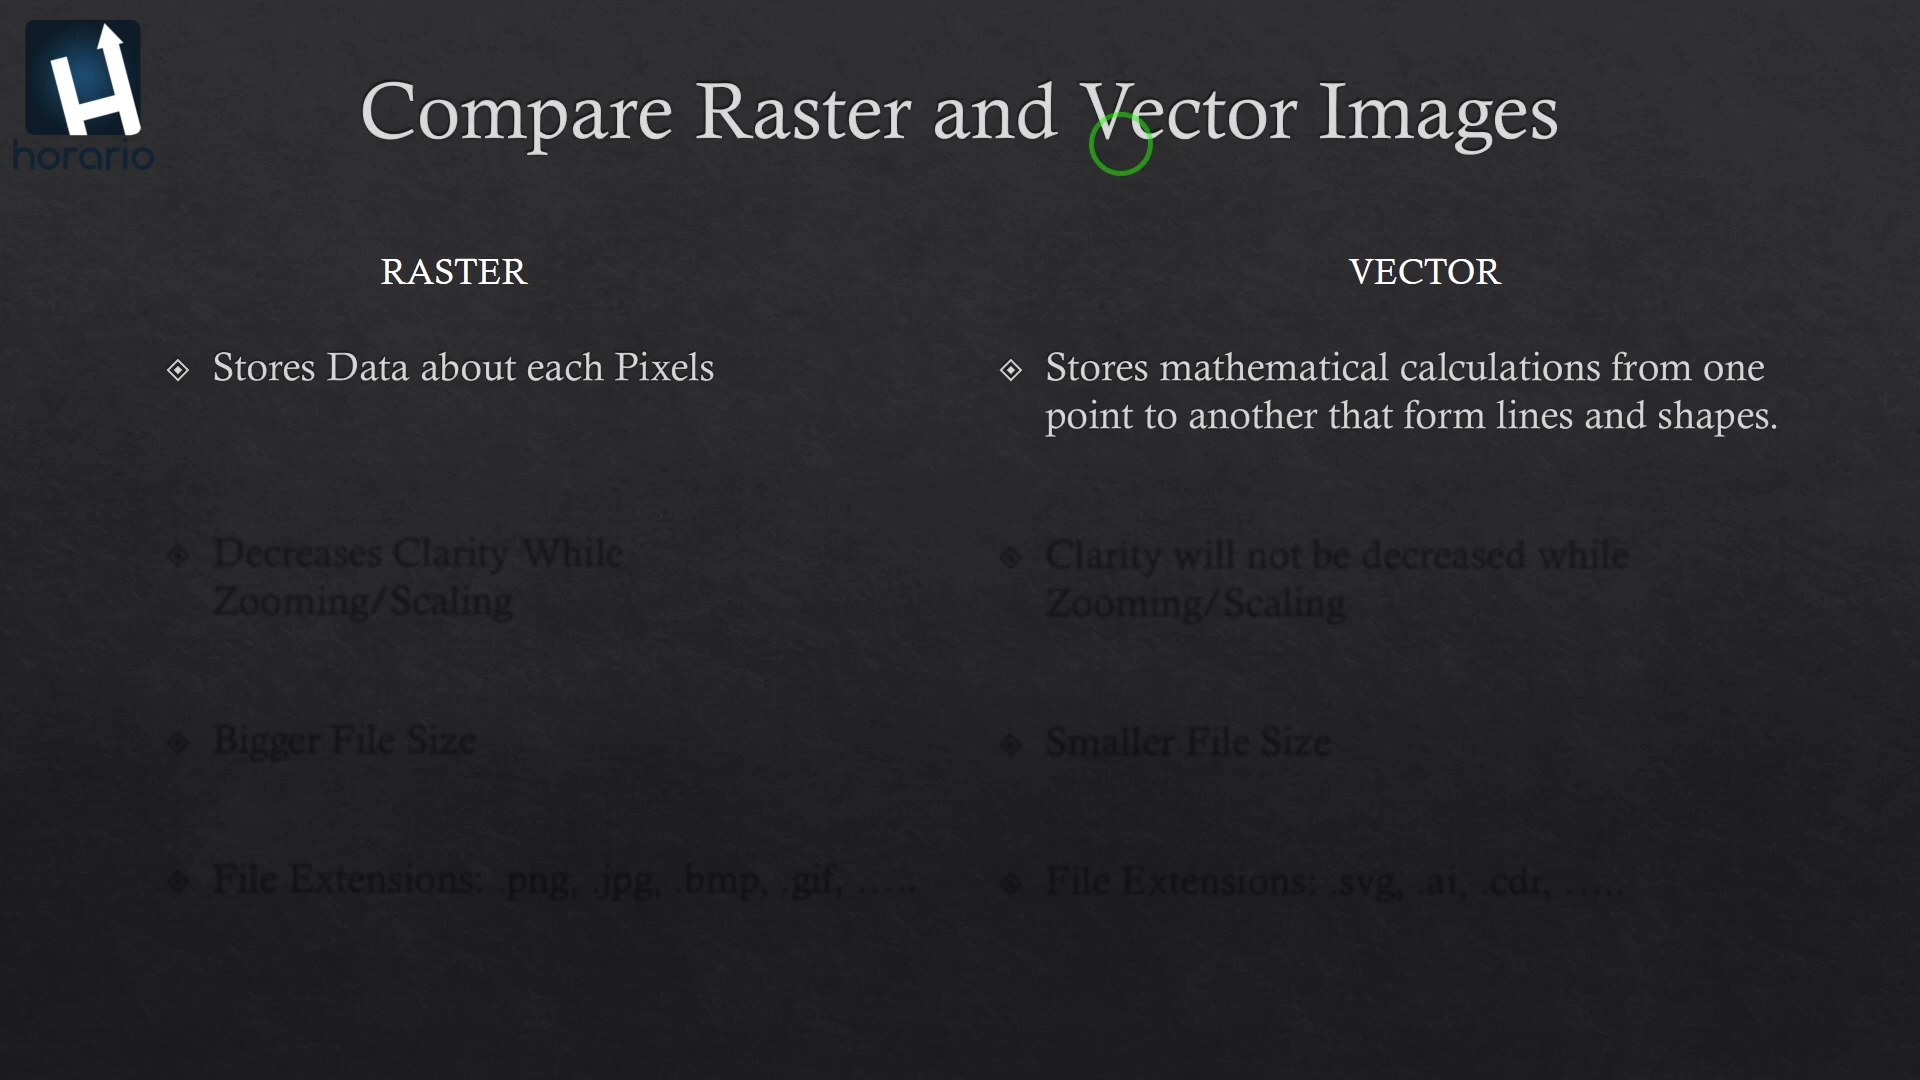 horario
Compare Raster and Vector Images
RASTER
Stores Data about each Pixels
Decreases Clarity While
Zooming/Scaling
Bigger File Size
File Extensions: .png, .jpg, .bmp, .gif, …..
VECTOR
Stores mathematical calculations from one
point to another that form lines and shapes.
Clarity will not be decreased while
Zooming/Scaling
Smaller File Size
File Extensions: .svg, .ai, .cdr, …..